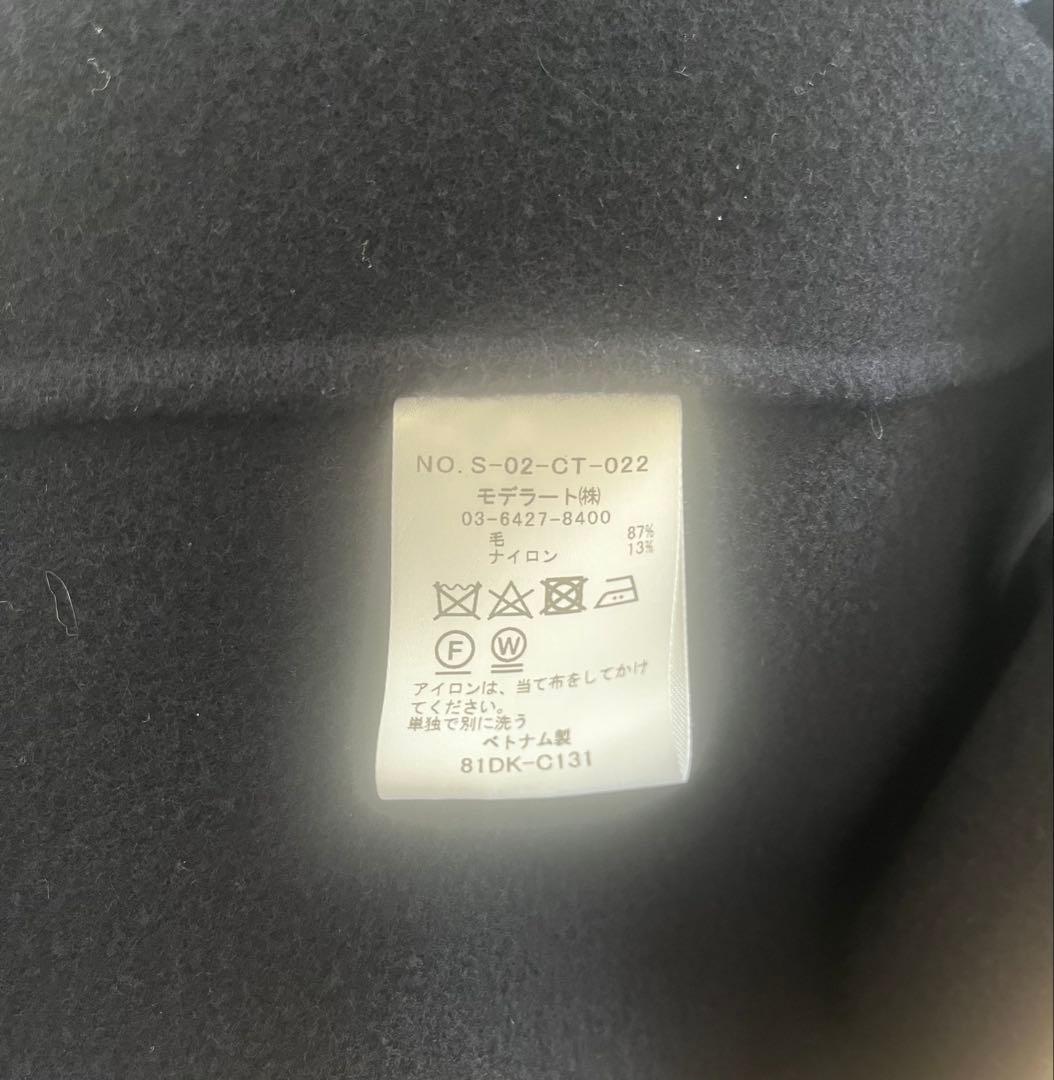 NO. S-02-CT-022
モデラート㈱
03-6427-8400
毛 87%
ナイロン 13%
F W
アイロンは、当て布をしてかけ
てください。
単独で別に洗う
ベトナム製
81DK-C131